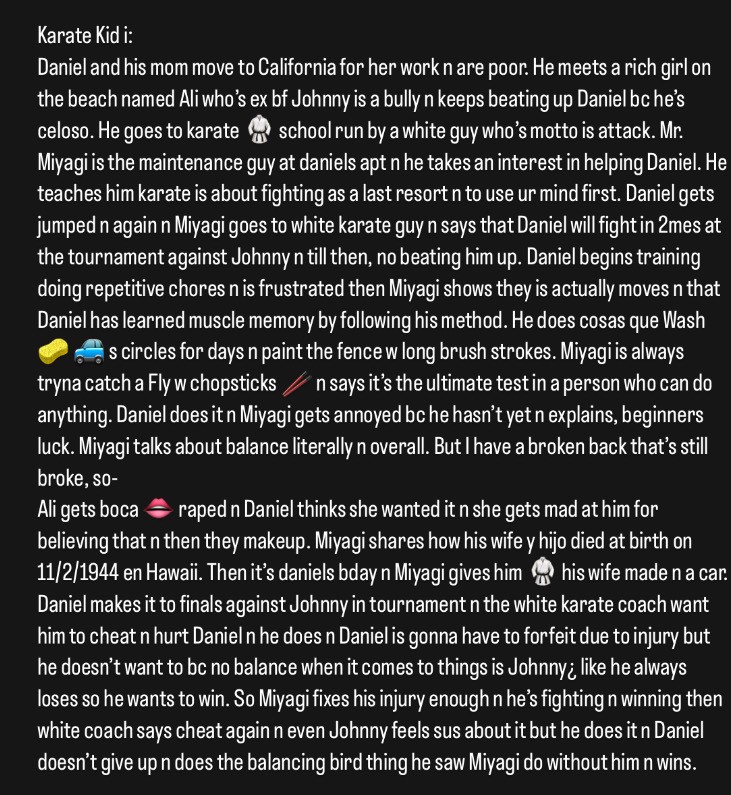 Karate Kid i:
Daniel and his mom move to California for her work n are poor. He meets a rich girl on
the beach named Ali who's ex bf Johnny is a bully n keeps beating up Daniel bc he's
celoso. He goes to karate 🥋 school run by a white guy who's motto is attack. Mr.
Miyagi is the maintenance guy at daniels apt n he takes an interest in helping Daniel. He
teaches him karate is about fighting as a last resort n to use ur mind first. Daniel gets
jumped n again n Miyagi goes to white karate guy n says that Daniel will fight in 2mes at
the tournament against Johnny n till then, no beating him up. Daniel begins training
doing repetitive chores n is frustrated then Miyagi shows they is actually moves n that
Daniel has learned muscle memory by following his method. He does cosas que Wash
🧽 🚙 s circles for days n paint the fence w long brush strokes. Miyagi is always
tryna catch a Fly w chopsticks 🥢 n says it's the ultimate test in a person who can do
anything. Daniel does it n Miyagi gets annoyed bc he hasn't yet n explains, beginners
luck. Miyagi talks about balance literally n overall. But I have a broken back that's still
broke, so-
Ali gets boca 👄 raped n Daniel thinks she wanted it n she gets mad at him for
believing that n then they makeup. Miyagi shares how his wife y hijo died at birth on
11/2/1944 en Hawaii. Then it's daniels bday n Miyagi gives him 🥋 his wife made n a car.
Daniel makes it to finals against Johnny in tournament n the white karate coach want
him to cheat n hurt Daniel n he does n Daniel is gonna have to forfeit due to injury but
he doesn't want to bc no balance when it comes to things is Johnny¿ like he always
loses so he wants to win. So Miyagi fixes his injury enough n he's fighting n winning then
white coach says cheat again n even Johnny feels sus about it but he does it n Daniel
doesn't give up n does the balancing bird thing he saw Miyagi do without him n wins.